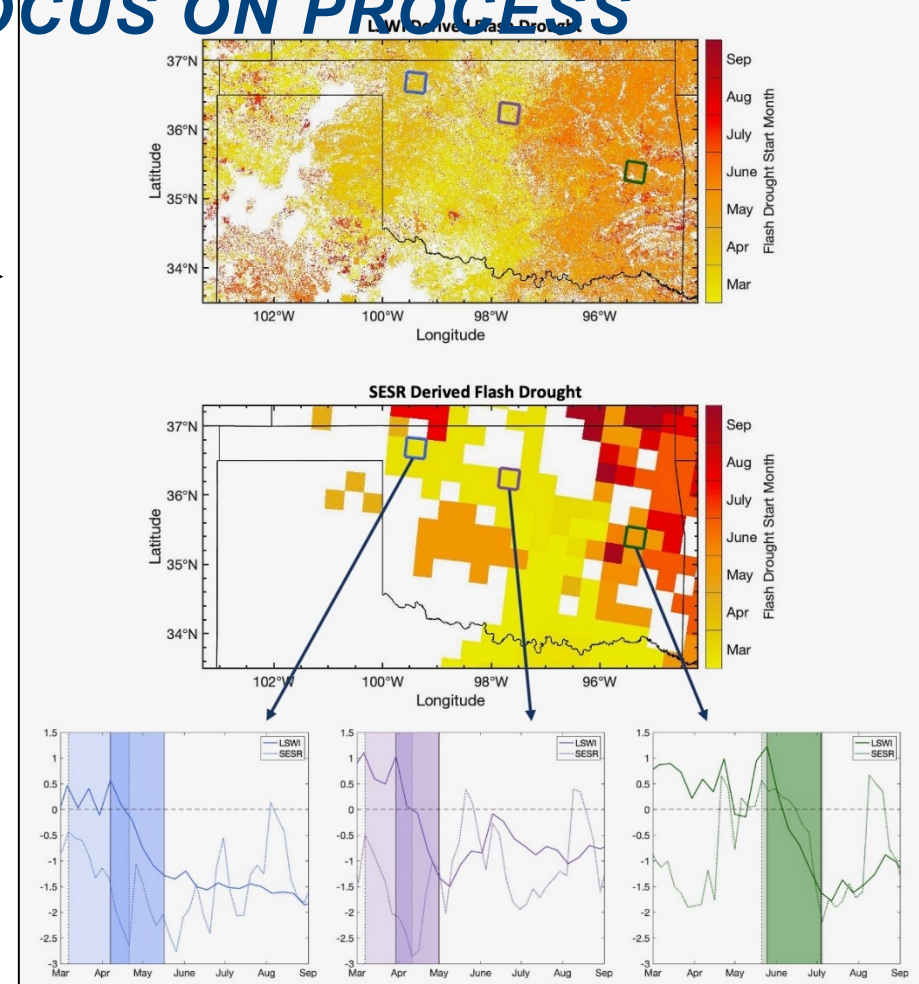 OCUS ON PROCESS
LSWI Derived Flash Drought
37°N
36°N
35°N
34°N
Latitude
102°W 100°W 98°W 96°W
Longitude
Sep
Aug
July
June
May
Apr
Mar
Flash Drought Start Month
SESR Derived Flash Drought
37°N
36°N
35°N
34°N
Latitude
102°W 100°W 98°W 96°W
Longitude
Sep
Aug
July
June
May
Apr
Mar
Flash Drought Start Month
1.5
1
0.5
0
-0.5
-1
-1.5
-2
-2.5
-3
Mar Apr May June July Aug Sep
LSWI
SESR
1.5
1
0.5
0
-0.5
-1
-1.5
-2
-2.5
-3
Mar Apr May June July Aug Sep
LSWI
SESR
1.5
1
0.5
0
-0.5
-1
-1.5
-2
-2.5
-3
Mar Apr May June July Aug Sep
LSWI
SESR